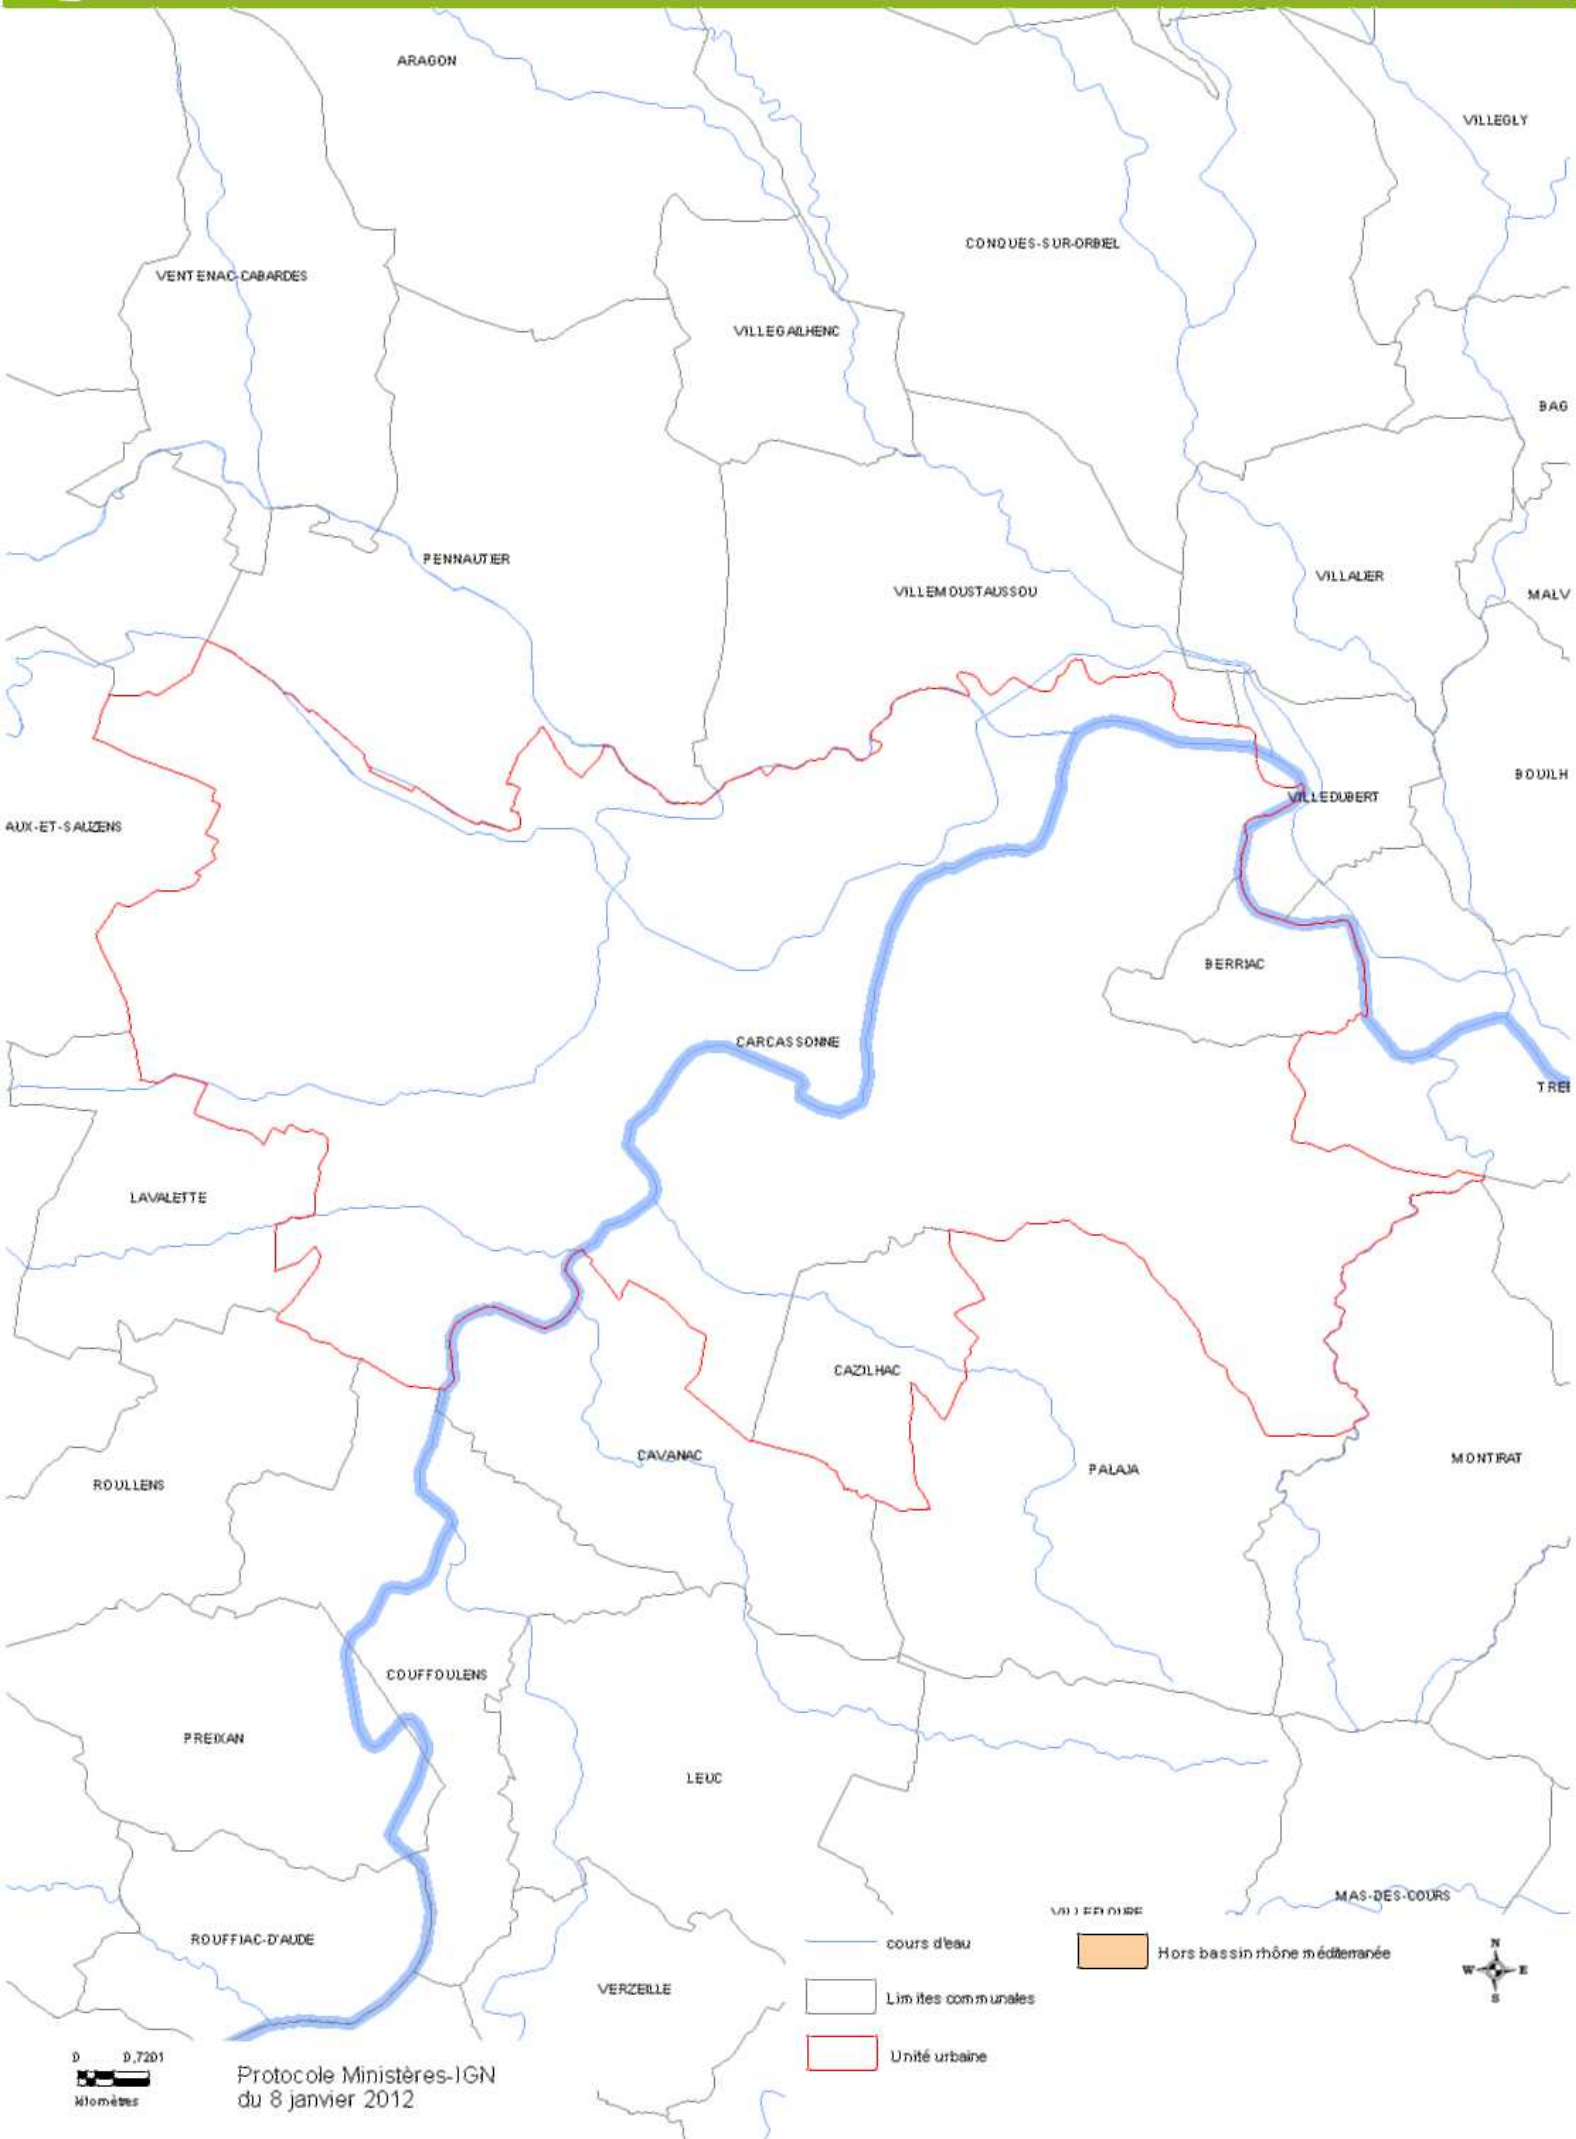 ARAGON
VILLEGLY
CONQUES-SUR-ORBIEL
VENTENAC-CABARDES
VILLEGAILHENC
BAG
PENNAUTIER
VILLALIER
VILLEMOUSTAUSSOU
MALV
BOUILH
VILLEDUBERT
AUX-ET-SAUZENS
BERRIAC
CARCASSONNE
TREI
LAVALETTE
CAZILHAC
CAVANAC
MONTIRAT
PALAJA
ROULLENS
COUFFOULENS
PREIXAN
LEUC
MAS-DES-COURS
VILLEFLOURE
ROUFFIAC-D'AUDE
cours d'eau
Hors bassin rhône méditerranée
N
W E
S
VERZEILLE
Limites communales
Unité urbaine
0 0,7201
kilomètres
Protocole Ministères-IGN
du 8 janvier 2012